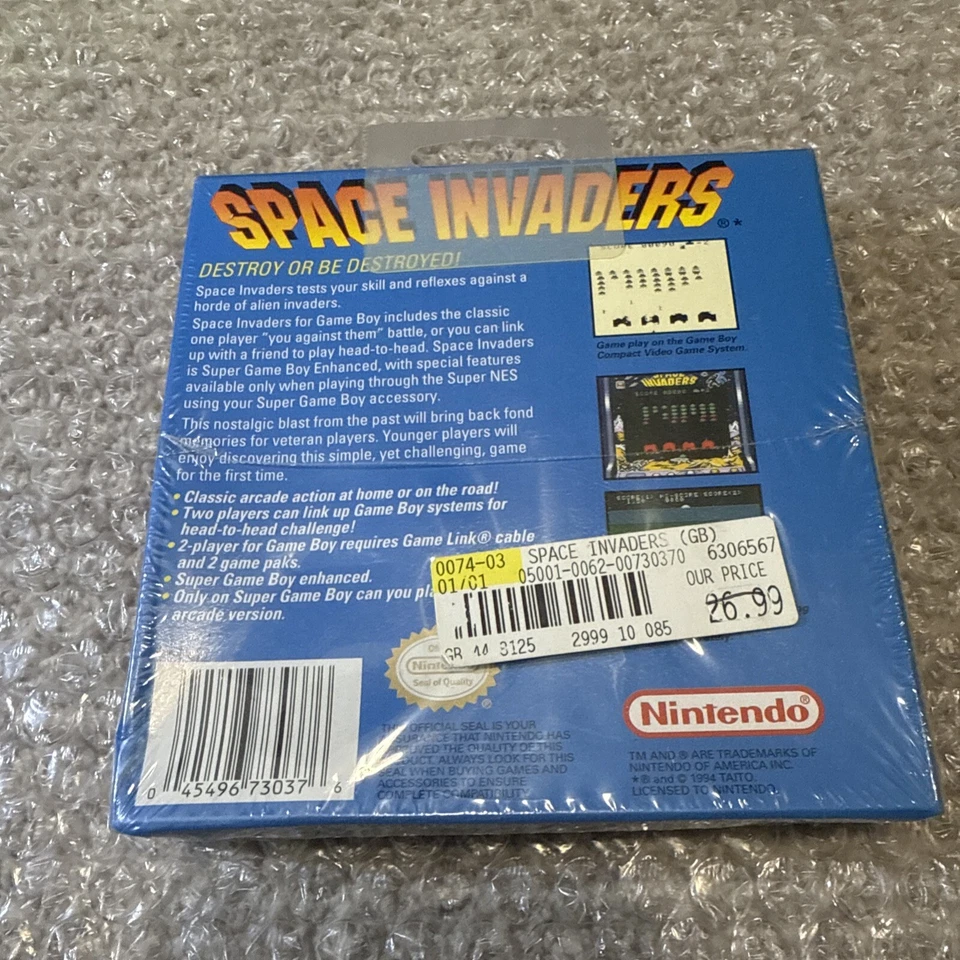 SPACE INVADERS®*
DESTROY OR BE DESTROYED!
Space Invaders tests your skill and reflexes against a
horde of alien invaders.
Space Invaders for Game Boy includes the classic
one player "you against them" battle, or you can link
up with a friend to play head-to-head. Space Invaders
is Super Game Boy Enhanced, with special features
available only when playing through the Super NES
using your Super Game Boy accessory.
This nostalgic blast from the past will bring back fond
memories for veteran players. Younger players will
enjoy discovering this simple, yet challenging, game
for the first time.
• Classic arcade action at home or on the road!
• Two players can link up Game Boy systems for
head-to-head challenge!
• 2-player for Game Boy requires Game Link® cable
and 2 game paks.
• Super Game Boy enhanced.
• Only on Super Game Boy can you
arcade version.
Game play on the Game Boy
Compact Video Game System.
SPACE
INVADERS
0074-03
01/01
SPACE INVADERS (GB)
05001-0062-00730370
6306567
OUR PRICE
26.99
GB 44 3125
2999 10 085
Seal of Quality
®
THIS OFFICIAL SEAL IS YOUR
ASSURANCE THAT NINTENDO HAS
APPROVED THE QUALITY OF THIS
PRODUCT. ALWAYS LOOK FOR THIS
SEAL WHEN BUYING GAMES AND
ACCESSORIES TO ENSURE
COMPLETE COMPATIBILITY.
Nintendo®
TM AND ® ARE TRADEMARKS OF
NINTENDO OF AMERICA INC.
*® and © 1994 TAITO.
LICENSED TO NINTENDO.
0 45496 73037 6